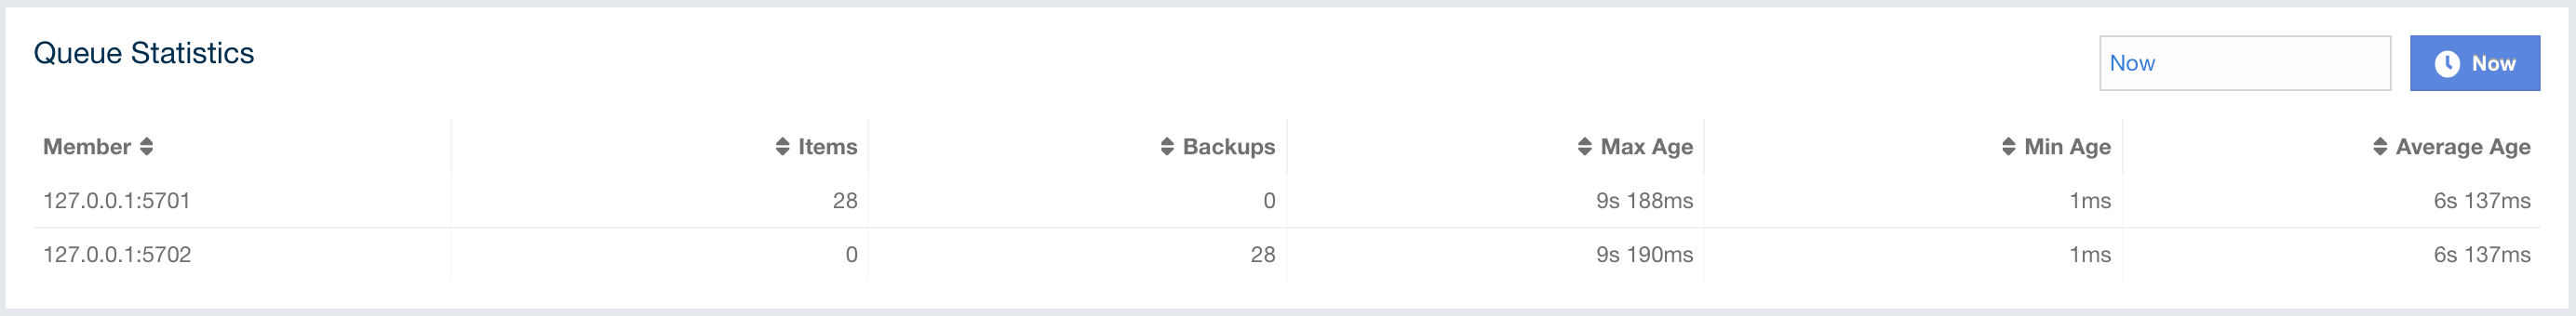 Queue Statistics
Now
Now
Member Items Backups Max Age Min Age Average Age
127.0.0.1:5701 28 0 9s 188ms 1ms 6s 137ms
127.0.0.1:5702 0 28 9s 190ms 1ms 6s 137ms